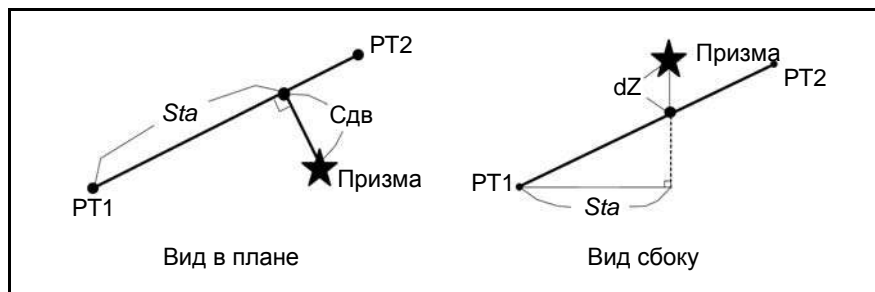 PT2
Sta
Сдв
Призма
PT1
Вид в плане
Призма
PT2
dZ
PT1
Sta
Вид сбоку